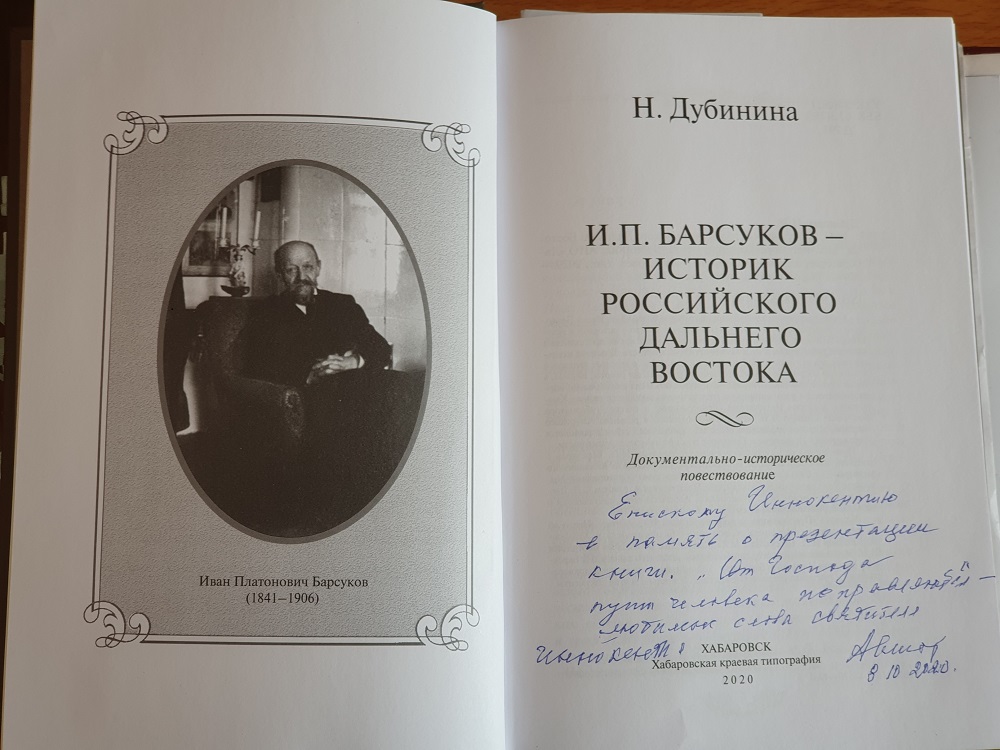 Иван Платонович Барсуков
(1841–1906)
Н. Дубинина
И.П. БАРСУКОВ –
ИСТОРИК
РОССИЙСКОГО
ДАЛЬНЕГО
ВОСТОКА
Документально-историческое
повествование
Епискому Иннокентию
в память о презентации
книги. „От Господа
пути человека исправляются" –
любимые слова святителя
Иннокентия
Автор
8 10 2020.
ХАБАРОВСК
Хабаровская краевая типография
2020